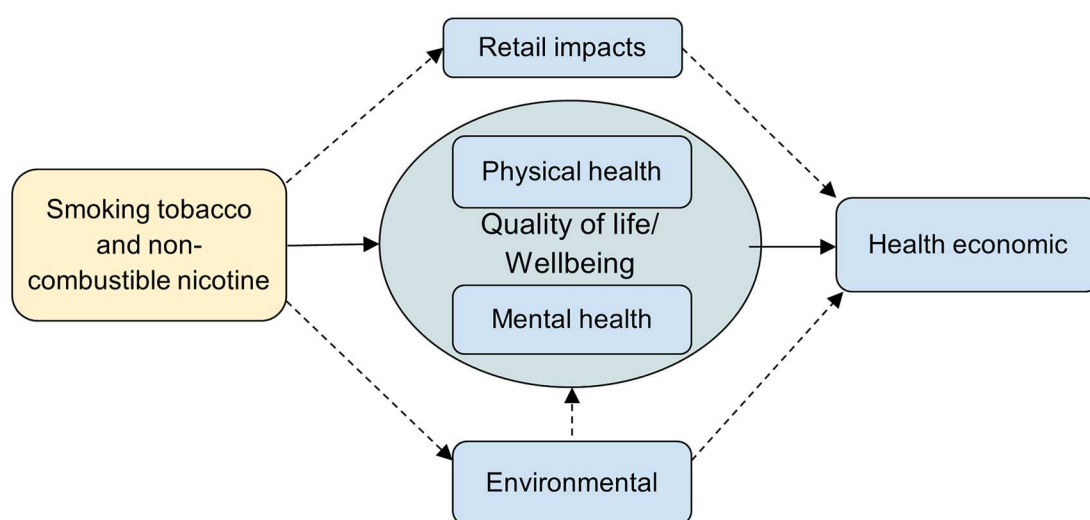 Retail impacts
Physical health
Smoking tobacco
and non-
combustible nicotine
Quality of life/
Wellbeing
Health economic
Mental health
Environmental